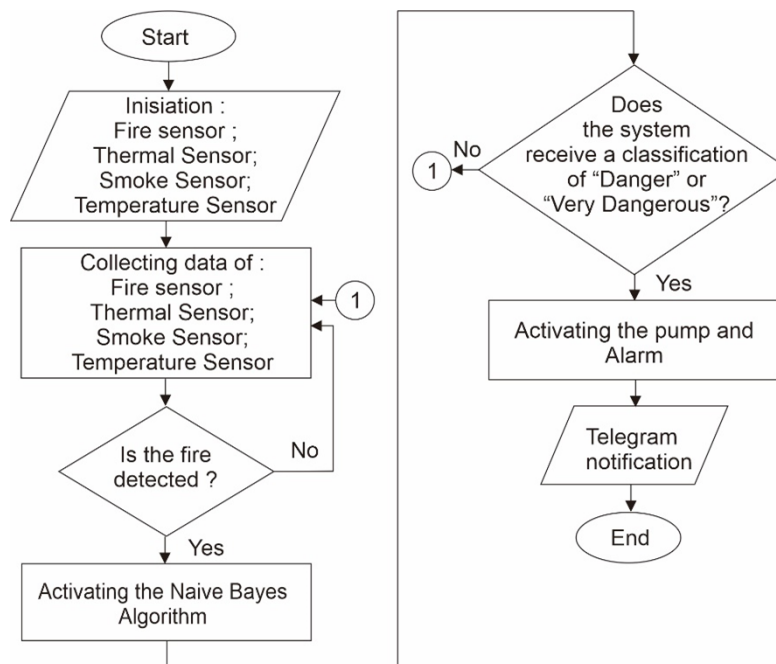 Start
Inisiation :
Fire sensor ;
Thermal Sensor;
Smoke Sensor;
Temperature Sensor
Collecting data of :
Fire sensor ;
Thermal Sensor;
Smoke Sensor;
Temperature Sensor
1
Is the fire
detected ?
No
Yes
Activating the Naive Bayes
Algorithm
Does
the system
receive a classification
of “Danger” or
“Very Dangerous”?
No
1
Yes
Activating the pump and
Alarm
Telegram
notification
End